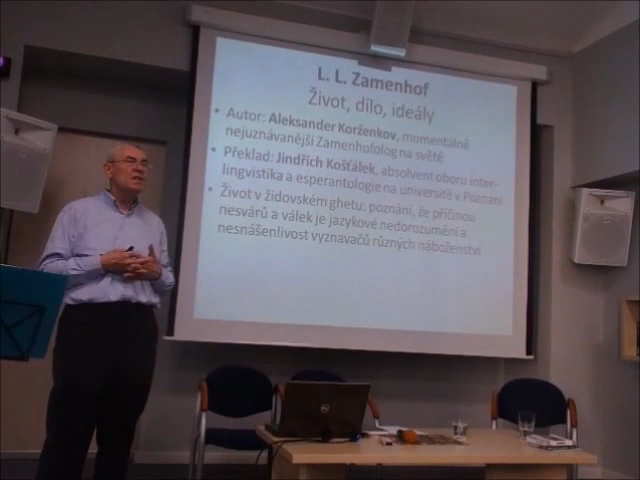 L. L. Zamenhof
Život, dílo, ideály
• Autor: Aleksander Korženkov, momentálně
nejuznávanější Zamenhofolog na světě
• Překlad: Jindřich Košťálek, absolvent oboru inter-
lingvistika a esperantologie na universitě v Poznani
• Život v židovském ghetu: poznání, že příčinou
nesvárů a válek je jazykové nedorozumění a
nesnášenlivost vyznavačů různých náboženství
DELL